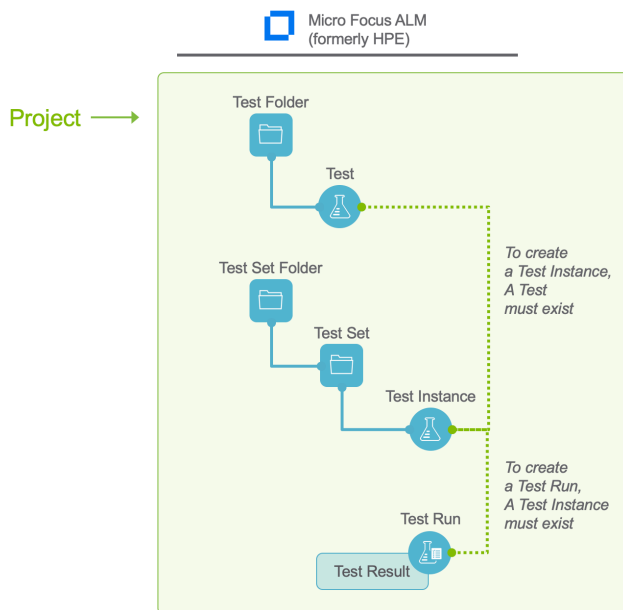 Micro Focus ALM
(formerly HPE)
Project
Test Folder
Test
To create
a Test Instance,
A Test
must exist
Test Set Folder
Test Set
Test Instance
To create
a Test Run,
A Test Instance
must exist
Test Run
Test Result